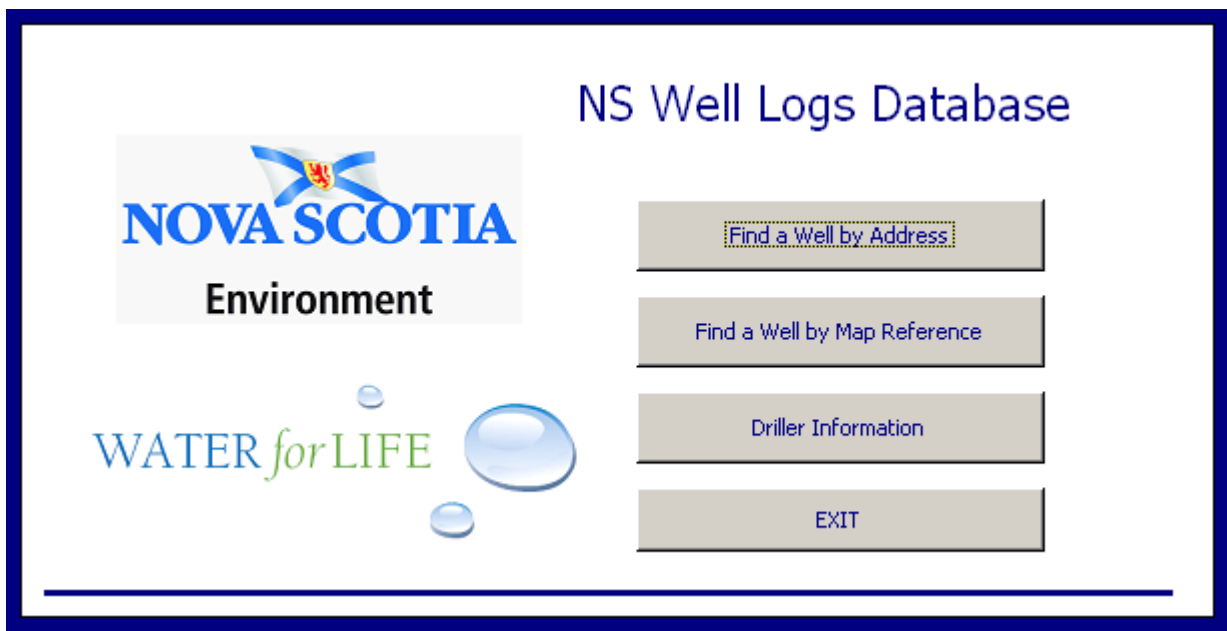 NS Well Logs Database
NOVA SCOTIA
Environment
WATER for LIFE
Find a Well by Address
Find a Well by Map Reference
Driller Information
EXIT